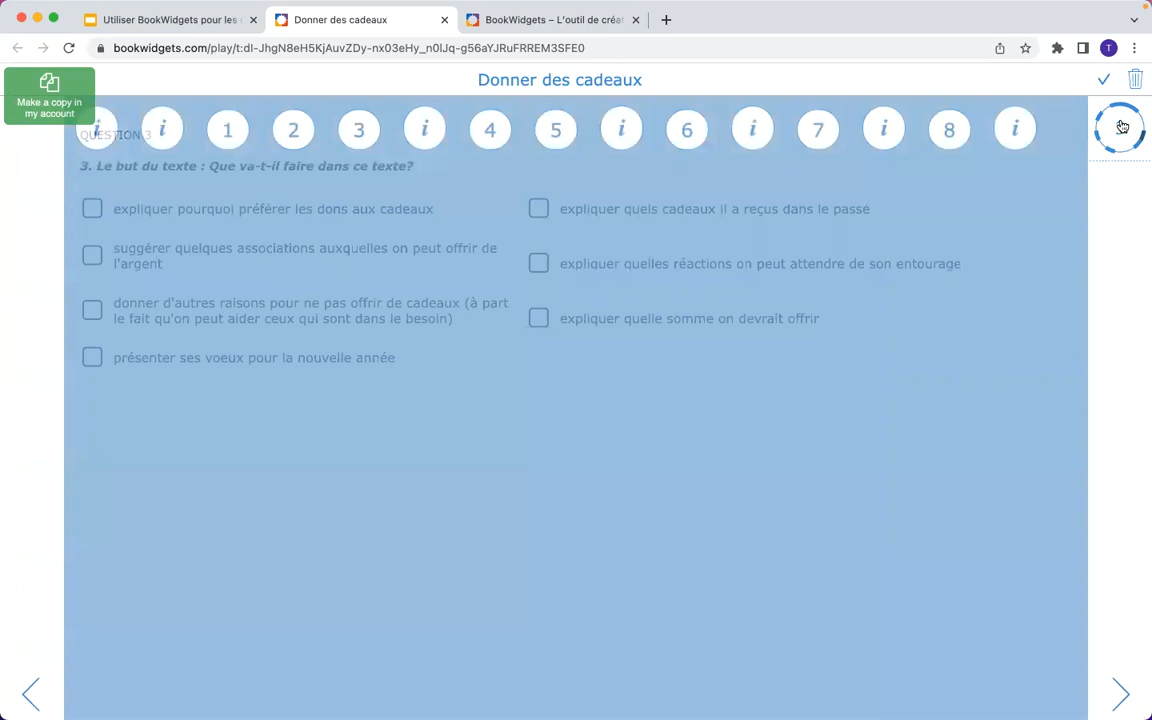 Utiliser BookWidgets pour les
Donner des cadeaux
BookWidgets – L'outil de créat
bookwidgets.com/play/t:dl-JhgN8eH5KjAuvZDy-nx03eHy_n0lJq-g56aYJRuFRREM3SFE0
T
Make a copy in
my account
Donner des cadeaux
i i 1 2 3 i 4 5 i 6 i 7 i 8 i
QUESTION 3
3. Le but du texte : Que va-t-il faire dans ce texte?
expliquer pourquoi préférer les dons aux cadeaux
expliquer quels cadeaux il a reçus dans le passé
suggérer quelques associations auxquelles on peut offrir de
l'argent
expliquer quelles réactions on peut attendre de son entourage
donner d'autres raisons pour ne pas offrir de cadeaux (à part
le fait qu'on peut aider ceux qui sont dans le besoin)
expliquer quelle somme on devrait offrir
présenter ses voeux pour la nouvelle année